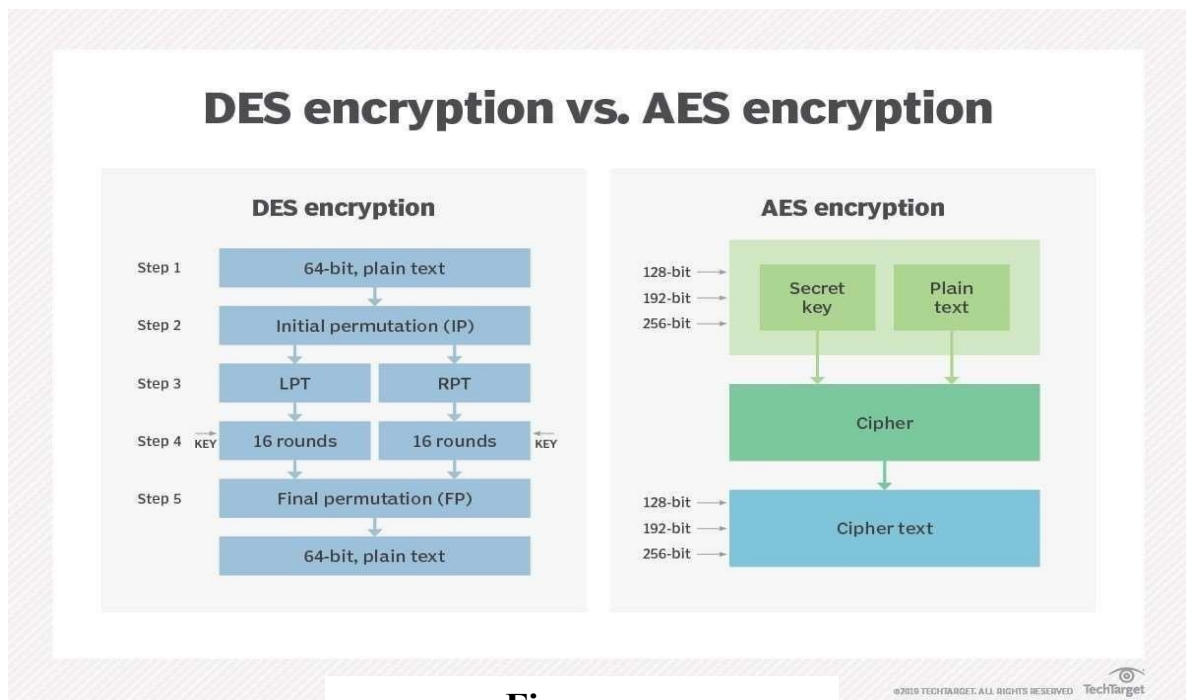 DES encryption vs. AES encryption
DES encryption
Step 1
64-bit, plain text
Step 2
Initial permutation (IP)
Step 3
LPT
RPT
Step 4
KEY
16 rounds
16 rounds
KEY
Step 5
Final permutation (FP)
64-bit, plain text
AES encryption
128-bit
192-bit
256-bit
Secret
key
Plain
text
Cipher
128-bit
192-bit
256-bit
Cipher text
©2019 TECHTARGET. ALL RIGHTS RESERVED TechTarget